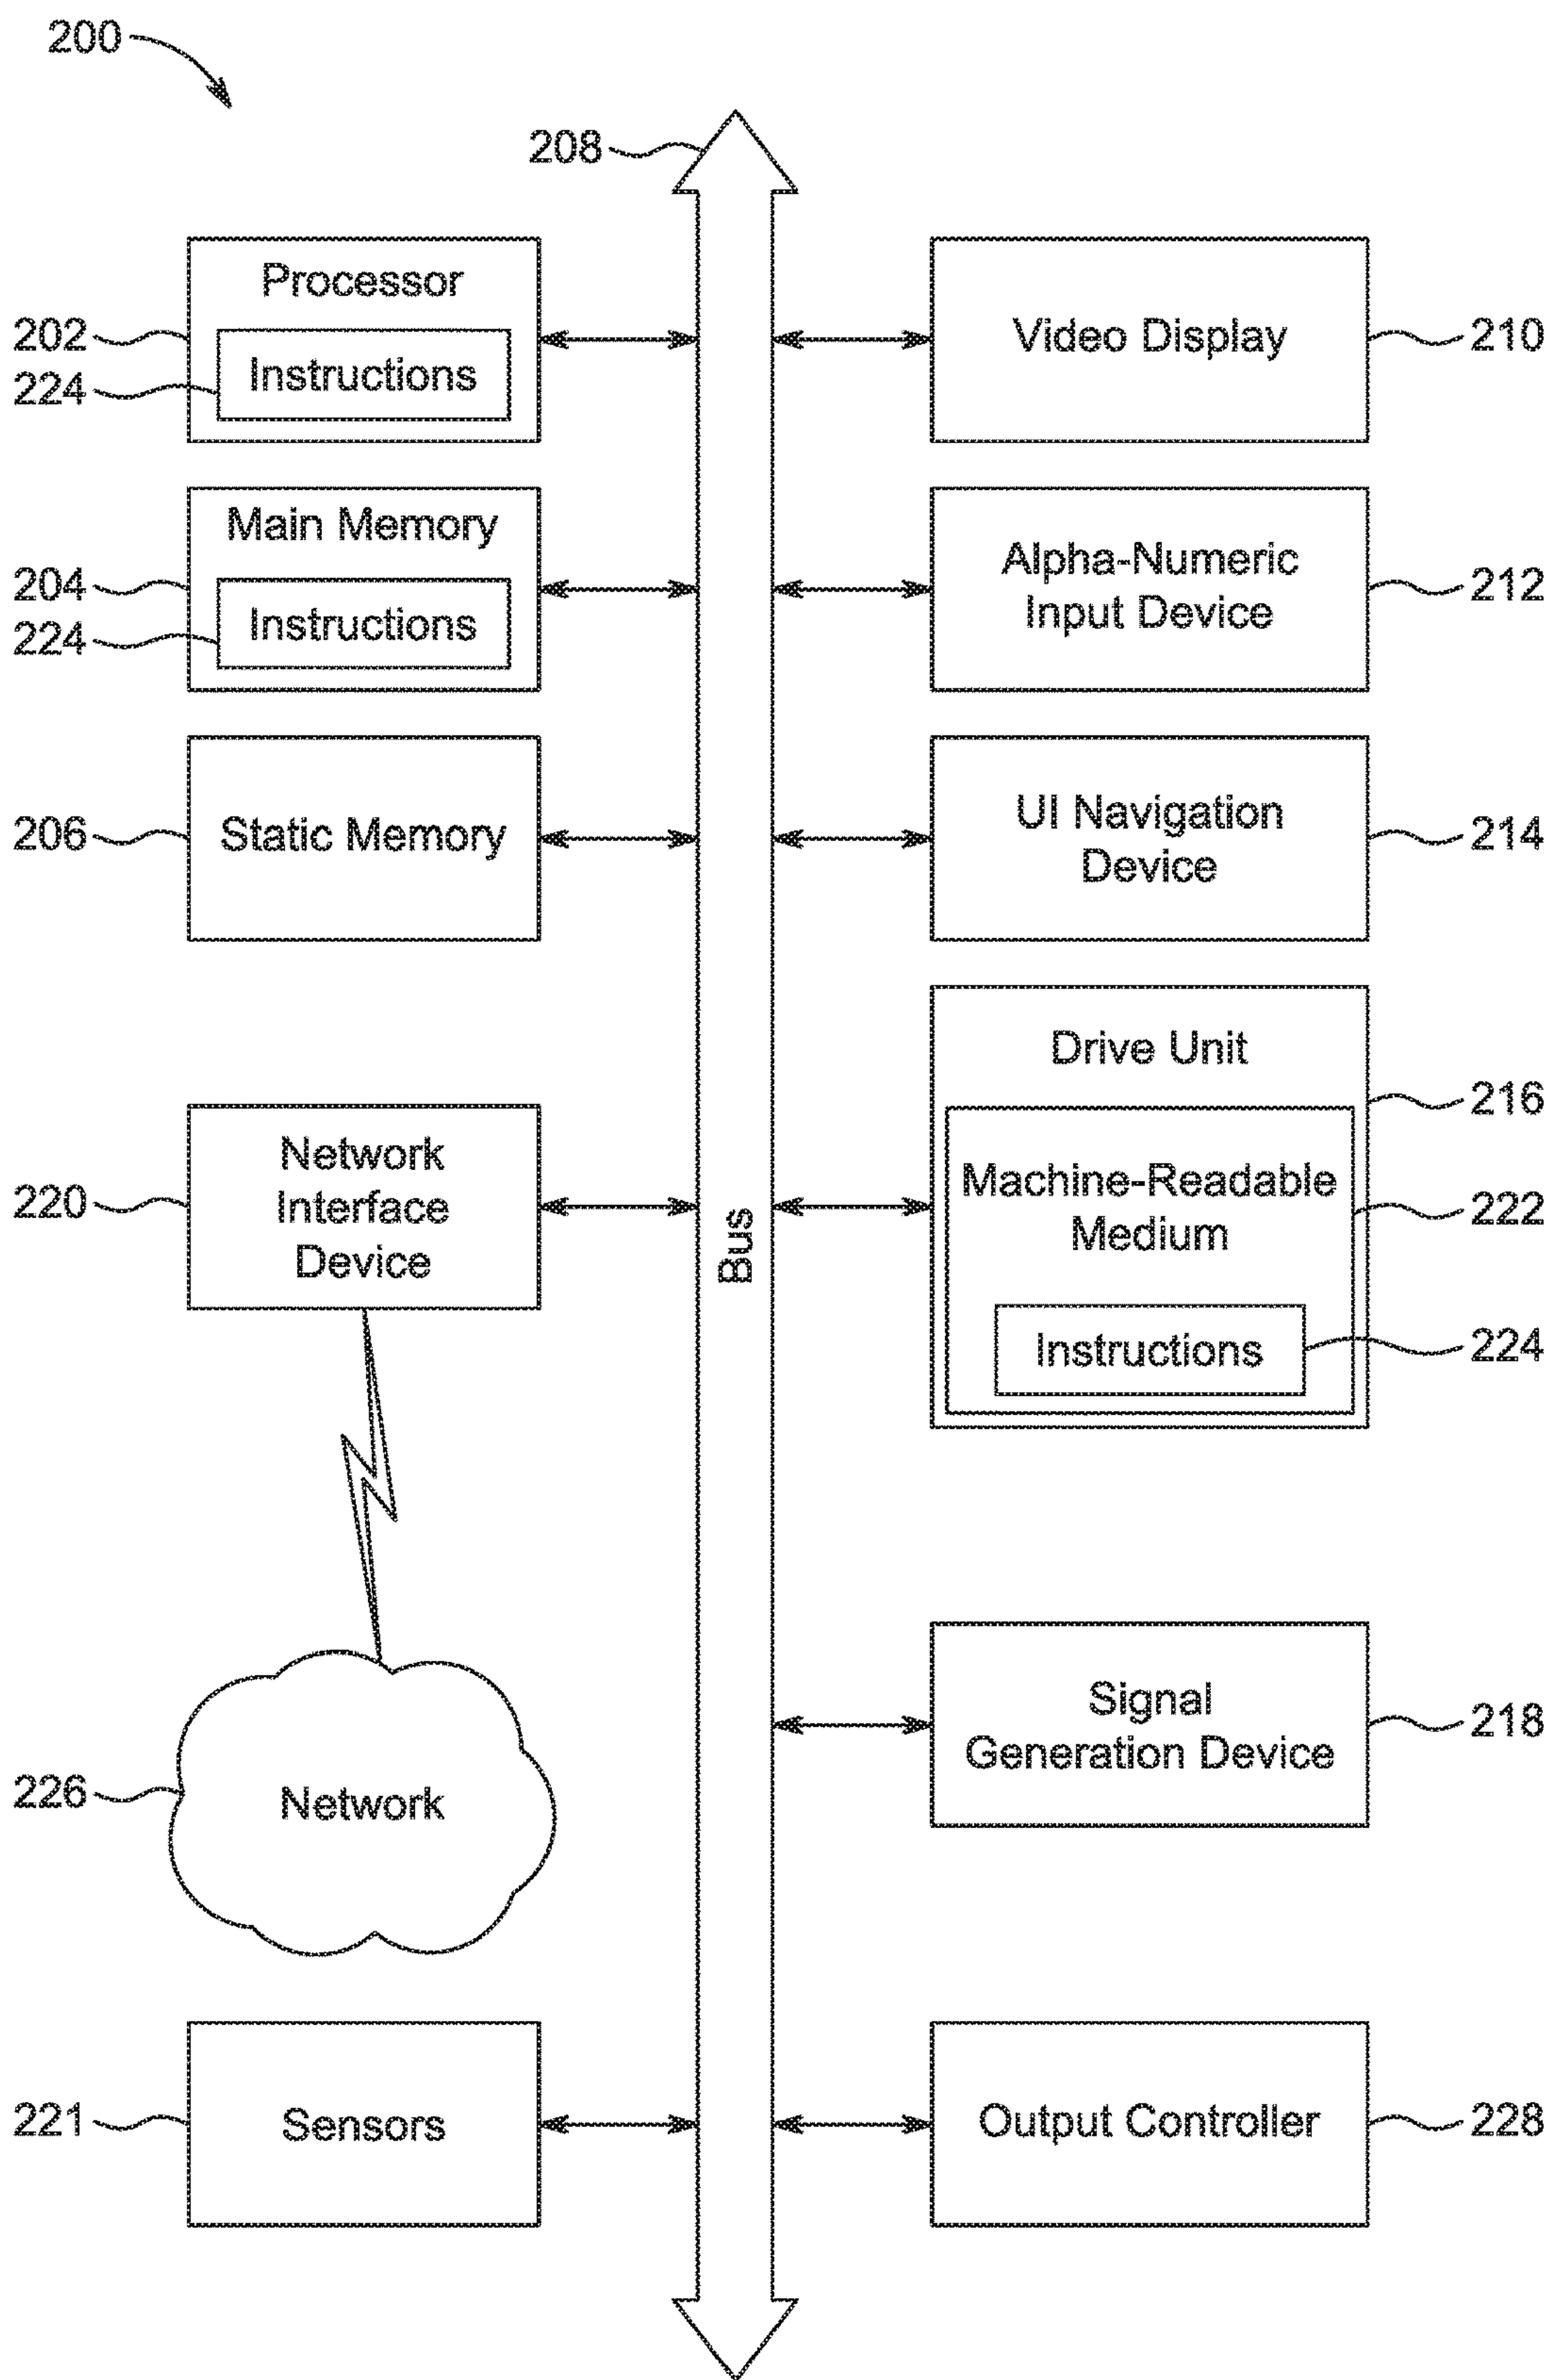 200
208
Processor
202
224
Instructions
Video Display
210
Main Memory
204
224
Instructions
Alpha-Numeric
Input Device
212
206
Static Memory
UI Navigation
Device
214
Drive Unit
216
220
Network
Interface
Device
Bus
Machine-Readable
Medium
222
Instructions
224
Signal
Generation Device
218
226
Network
221
Sensors
Output Controller
228